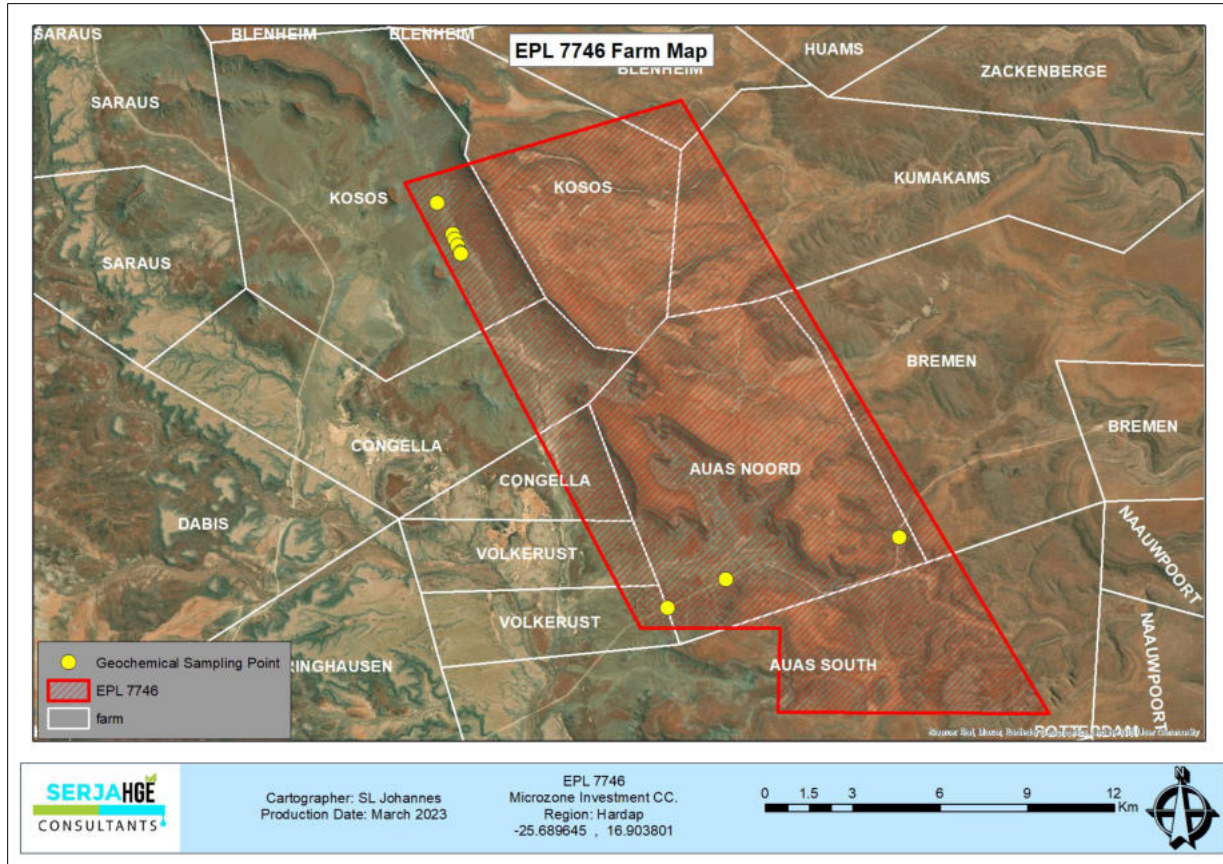 EPL 7746 Farm Map
SARAUS
BLENHEIM
BLENHEIM
BLENHEIM
HUAMS
ZACKENBERGE
SARAUS
KOSOS
KOSOS
KUMAKAMS
SARAUS
BREMEN
BREMEN
CONGELLA
CONGELLA
AUAS NOORD
DABIS
VOLKERUST
NAAUWPOORT
VOLKERUST
NAAUWPOORT
RINGHAUSEN
AUAS SOUTH
Geochemical Sampling Point
EPL 7746
farm
SERJAHGE
CONSULTANTS
Cartographer: SL Johannes
Production Date: March 2023
EPL 7746
Microzone Investment CC.
Region: Hardap
-25.689645 , 16.903801
0 1.5 3 6 9 12
Km
N